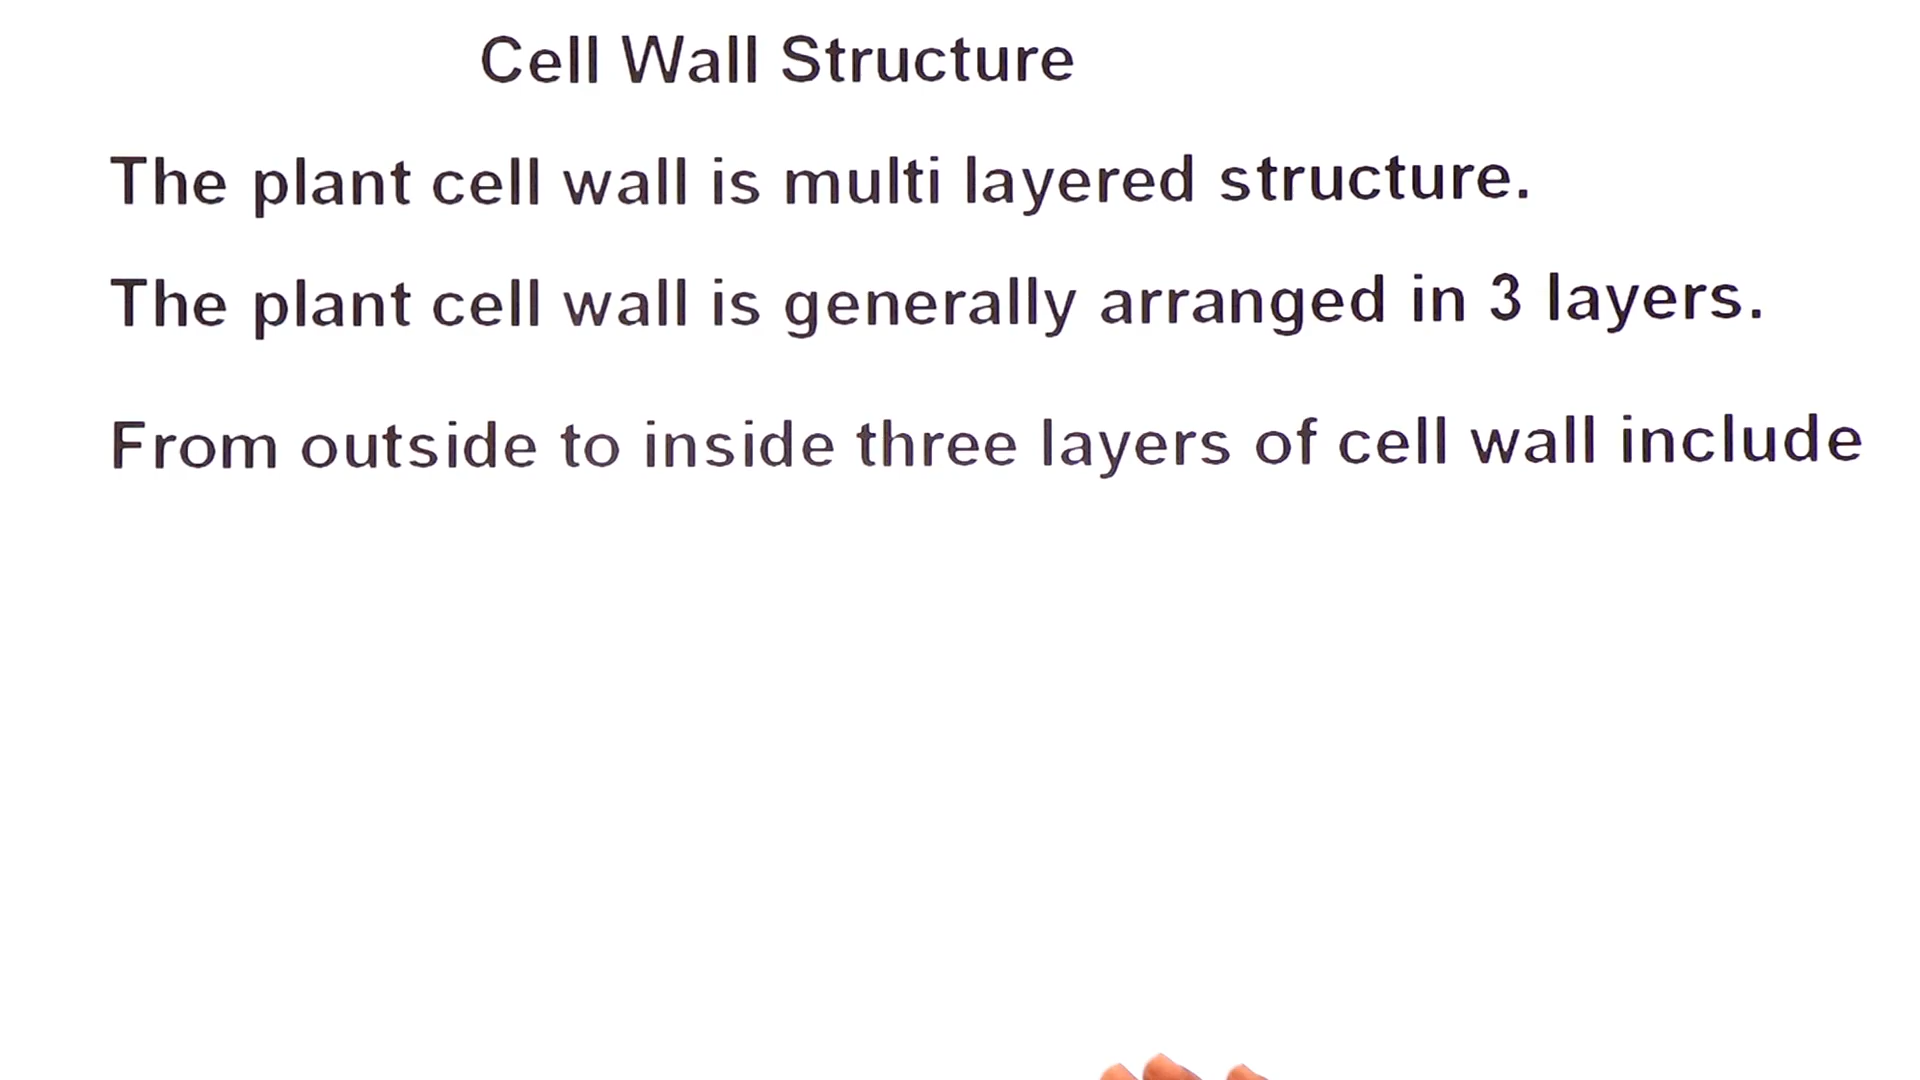 Cell Wall Structure
The plant cell wall is multi layered structure.
The plant cell wall is generally arranged in 3 layers.
From outside to inside three layers of cell wall include